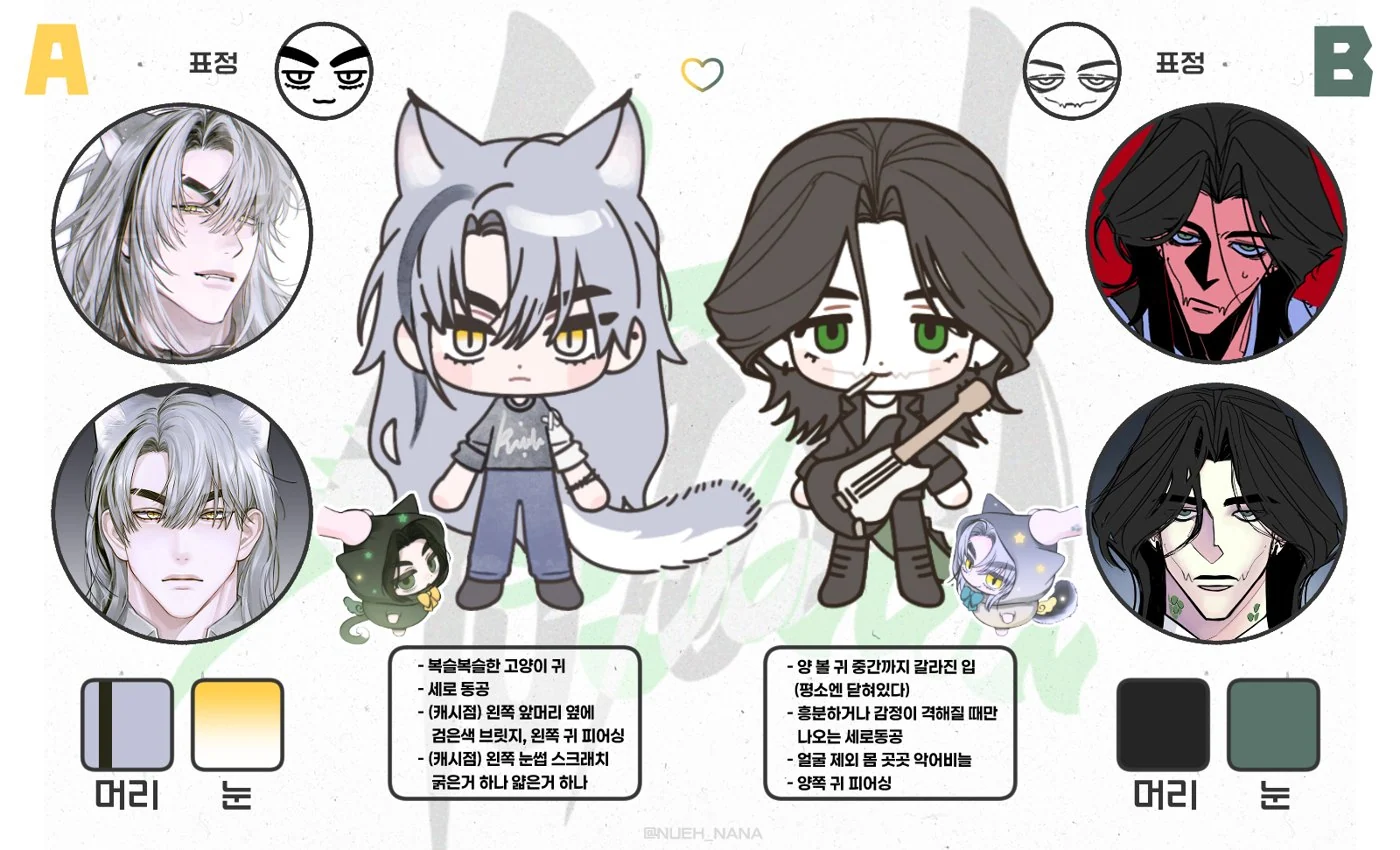 A
표정
표정
B
- 복슬복슬한 고양이 귀
- 세로 동공
- (캐시점) 왼쪽 앞머리 옆에
검은색 브릿지, 왼쪽 귀 피어싱
- (캐시점) 왼쪽 눈썹 스크래치
굵은거 하나 얇은거 하나
- 양 볼 귀 중간까지 갈라진 입
(평소엔 닫혀있다)
- 흥분하거나 감정이 격해질 때만
나오는 세로동공
- 얼굴 제외 몸 곳곳 악어비늘
- 양쪽 귀 피어싱
머리
눈
머리
눈
@NUEH_NANA